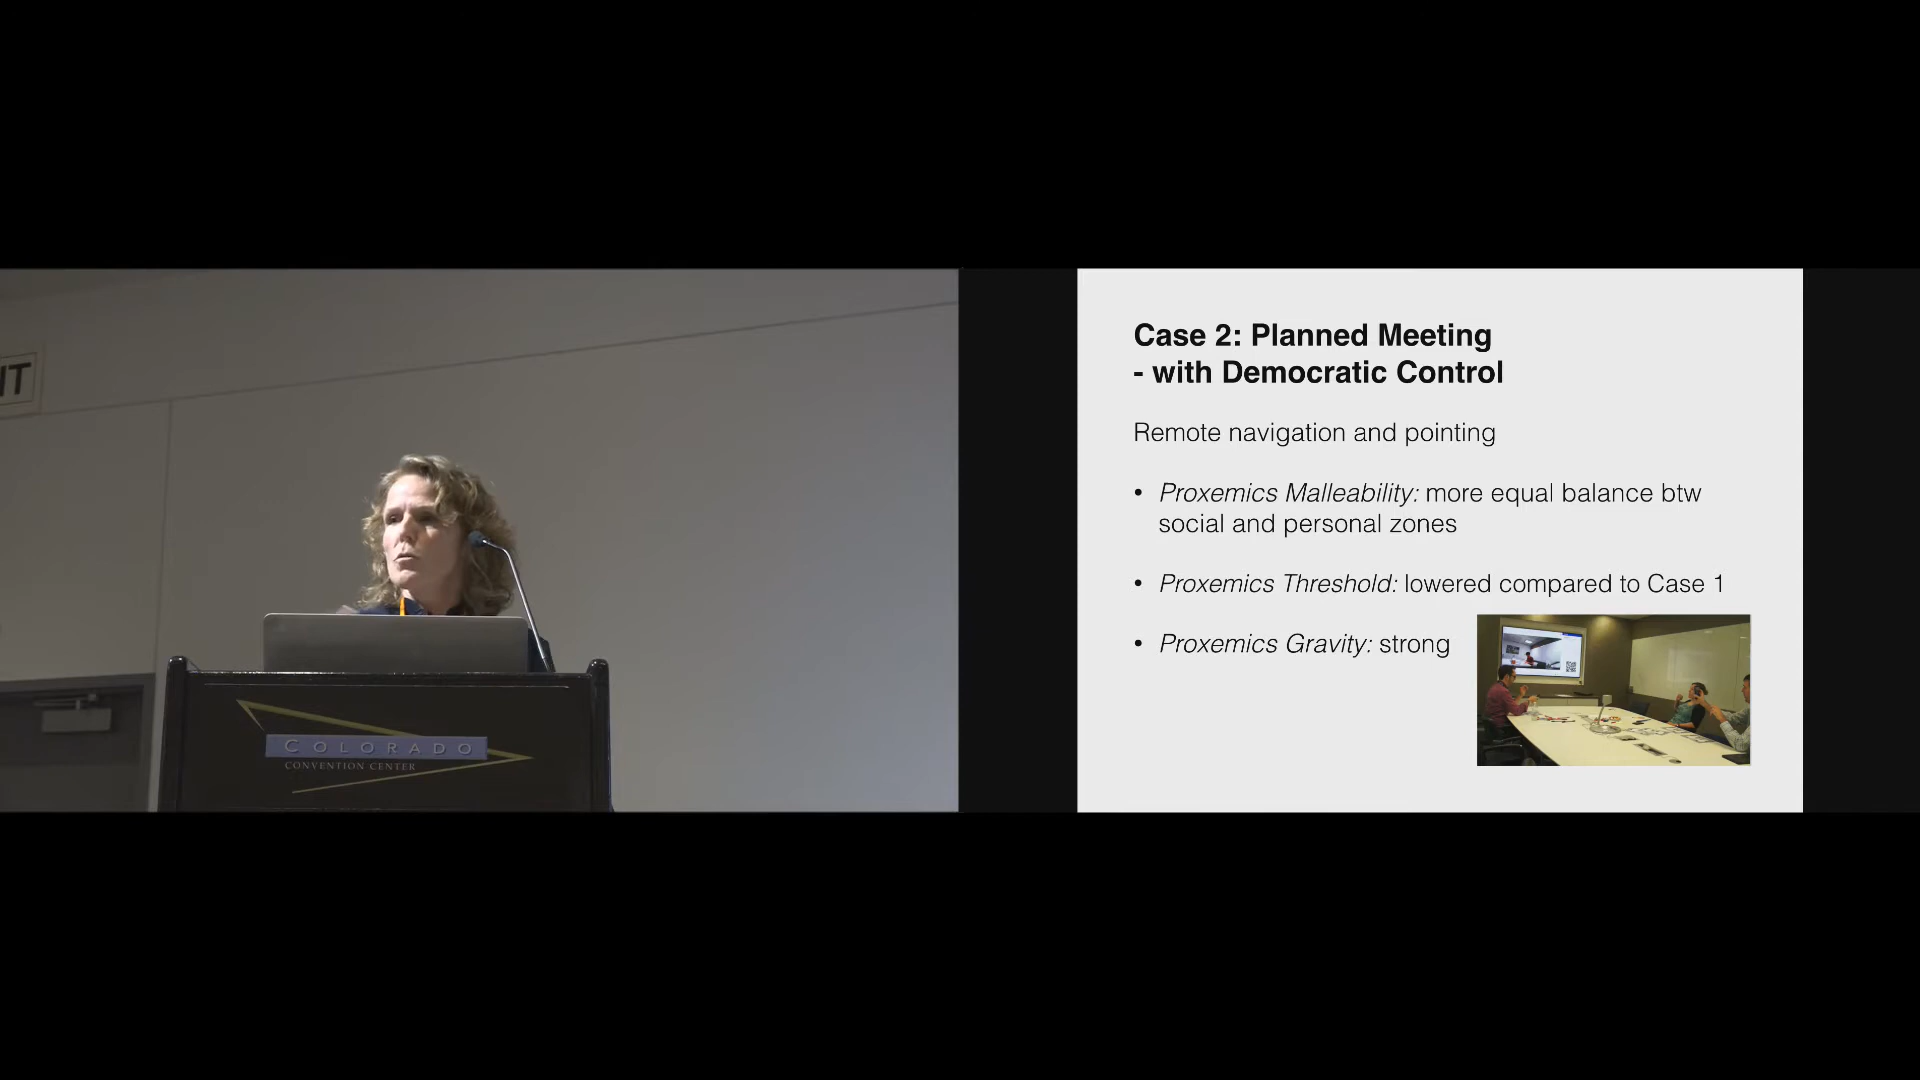 IT
COLORADO
CONVENTION CENTER
Case 2: Planned Meeting
- with Democratic Control
Remote navigation and pointing
• Proxemics Malleability: more equal balance btw
social and personal zones
• Proxemics Threshold: lowered compared to Case 1
• Proxemics Gravity: strong